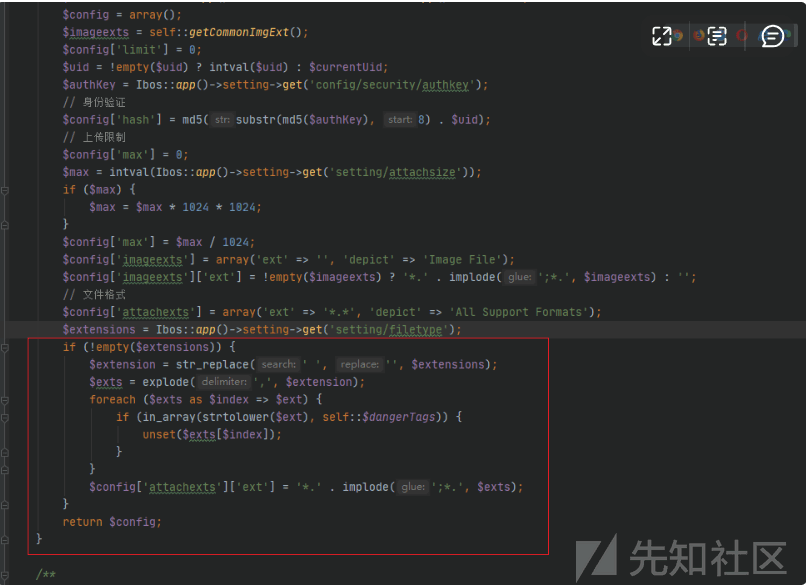 $config = array();
$imageexts = self::getCommonImgExt();
$config['limit'] = 0;
$uid = !empty($uid) ? intval($uid) : $currentUid;
$authKey = Ibos::app()->setting->get('config/security/authkey');
// 身份验证
$config['hash'] = md5( str: substr(md5($authKey), start: 8) . $uid);
// 上传限制
$config['max'] = 0;
$max = intval(Ibos::app()->setting->get('setting/attachsize'));
if ($max) {
$max = $max * 1024 * 1024;
}
$config['max'] = $max / 1024;
$config['imageexts'] = array('ext' => '', 'depict' => 'Image File');
$config['imageexts']['ext'] = !empty($imageexts) ? '*.' . implode( glue: ';*.', $imageexts) : '';
// 文件格式
$config['attachexts'] = array('ext' => '*.*', 'depict' => 'All Support Formats');
$extensions = Ibos::app()->setting->get('setting/filetype');
if (!empty($extensions)) {
$extension = str_replace( search: ' ', replace: '', $extensions);
$exts = explode( delimiter: ',', $extension);
foreach ($exts as $index => $ext) {
if (in_array(strtolower($ext), self::$dangerTags)) {
unset($exts[$index]);
}
}
$config['attachexts']['ext'] = '*.' . implode( glue: ';*.', $exts);
}
return $config;
}
/**
先知社区